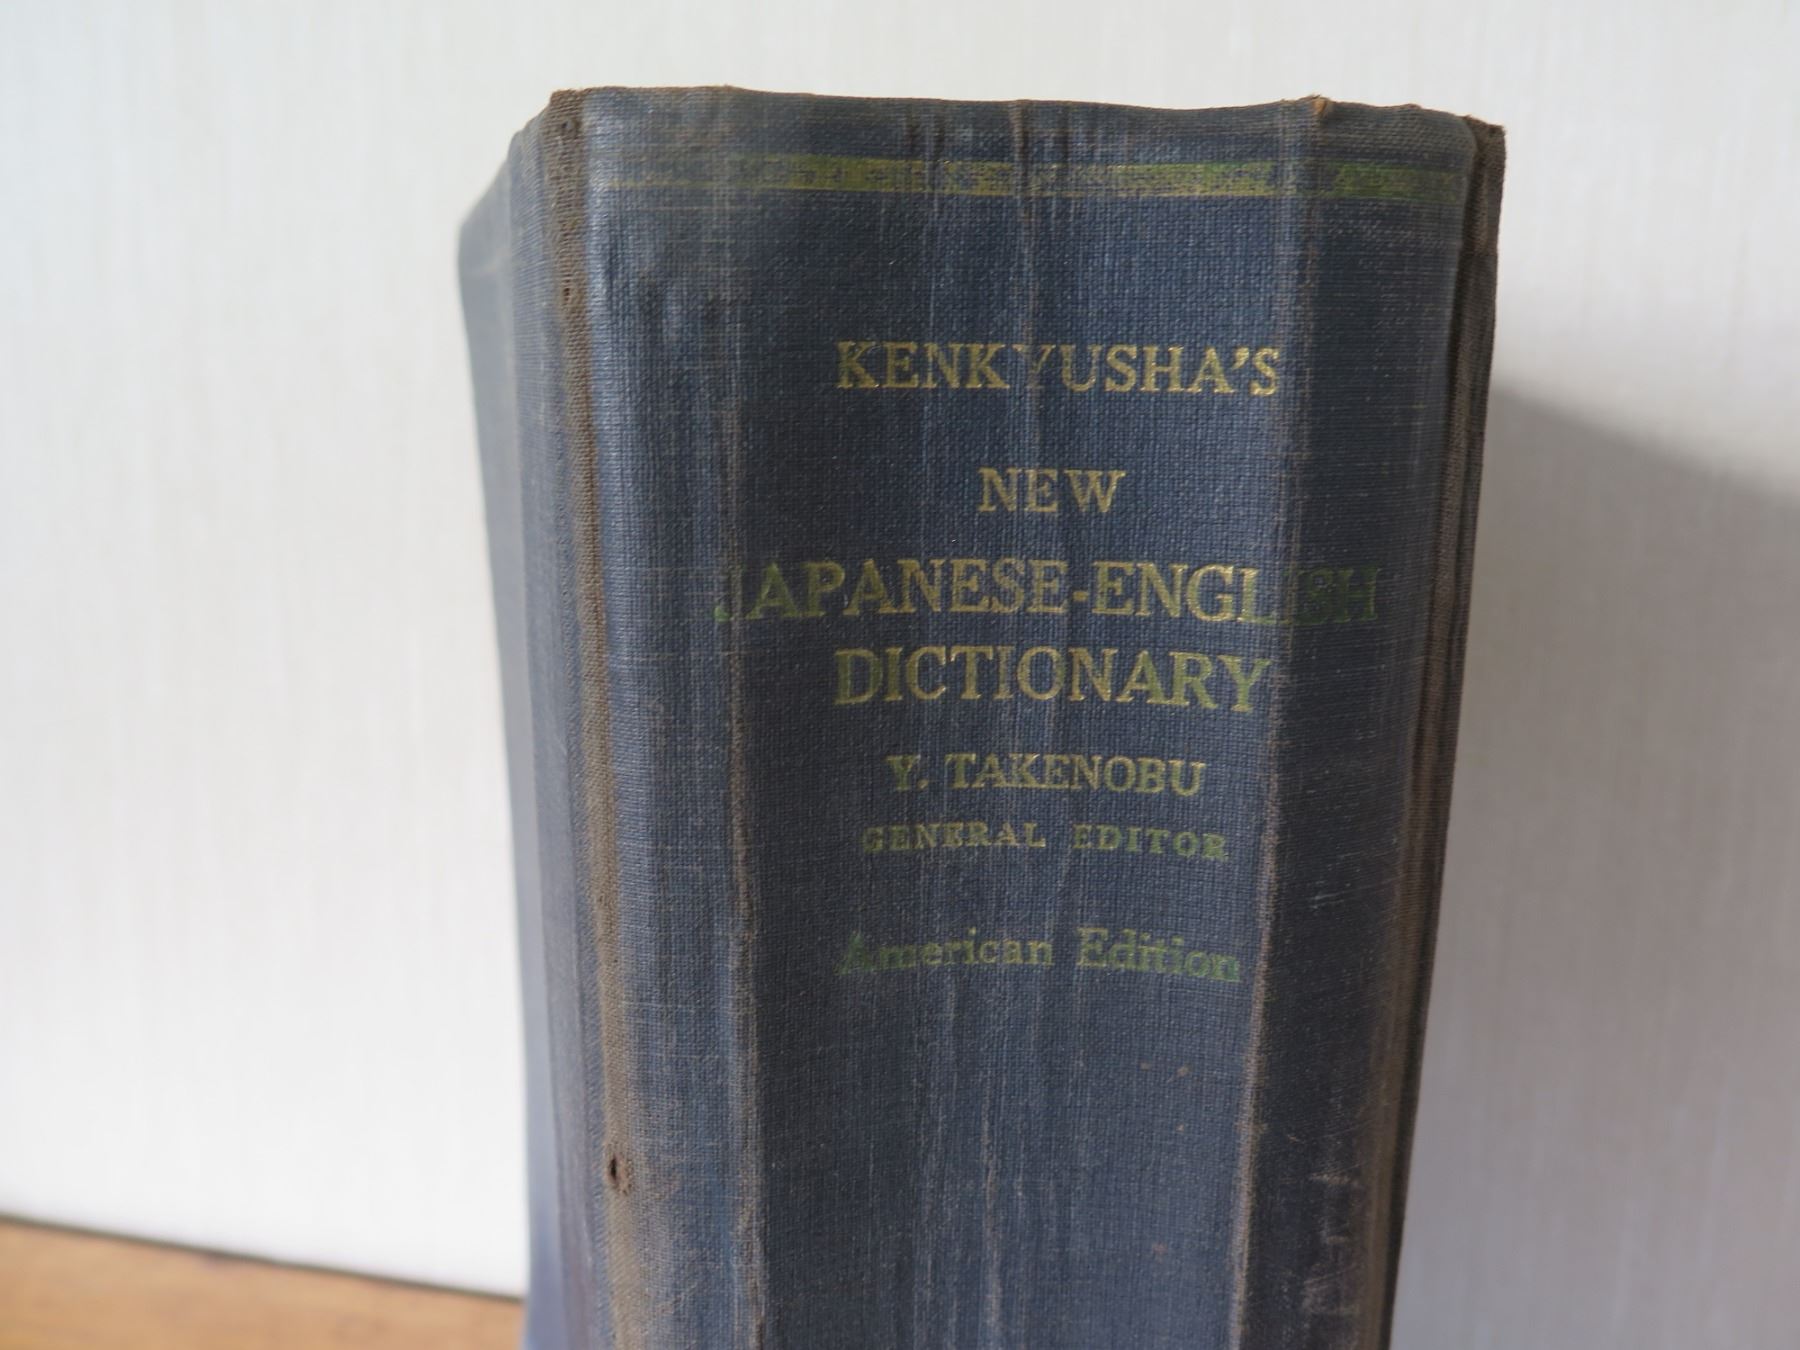 KENKYUSHA'S
NEW
JAPANESE-ENGLISH
DICTIONARY
Y. TAKENOBU
GENERAL EDITOR
American Edition